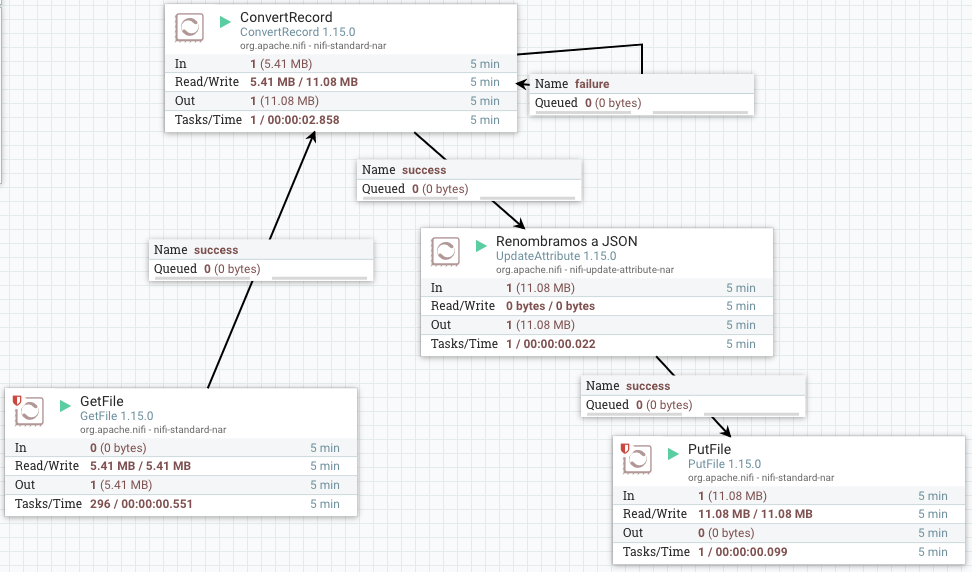 ConvertRecord
ConvertRecord 1.15.0
org.apache.nifi - nifi-standard-nar
In 1 (5.41 MB) 5 min
Read/Write 5.41 MB / 11.08 MB 5 min
Out 1 (11.08 MB) 5 min
Tasks/Time 1 / 00:00:02.858 5 min
Name failure
Queued 0 (0 bytes)
Name success
Queued 0 (0 bytes)
Name success
Queued 0 (0 bytes)
Renombramos a JSON
UpdateAttribute 1.15.0
org.apache.nifi - nifi-update-attribute-nar
In 1 (11.08 MB) 5 min
Read/Write 0 bytes / 0 bytes 5 min
Out 1 (11.08 MB) 5 min
Tasks/Time 1 / 00:00:00.022 5 min
Name success
Queued 0 (0 bytes)
GetFile
GetFile 1.15.0
org.apache.nifi - nifi-standard-nar
In 0 (0 bytes) 5 min
Read/Write 5.41 MB / 5.41 MB 5 min
Out 1 (5.41 MB) 5 min
Tasks/Time 296 / 00:00:00.551 5 min
PutFile
PutFile 1.15.0
org.apache.nifi - nifi-standard-nar
In 1 (11.08 MB) 5 min
Read/Write 11.08 MB / 11.08 MB 5 min
Out 0 (0 bytes) 5 min
Tasks/Time 1 / 00:00:00.099 5 min